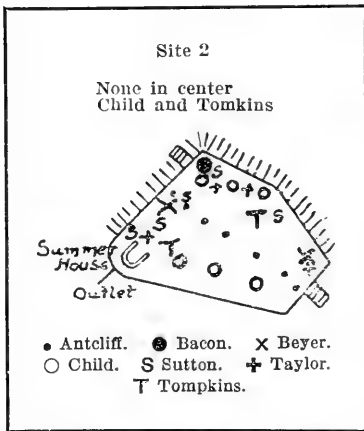 Site 2
None in center
Child and Tomkins
S
S
S
S
S
S
Summer
House
Outlet
• Antcliff. ● Bacon. × Beyer.
○ Child. S Sutton. + Taylor.
T Tompkins.